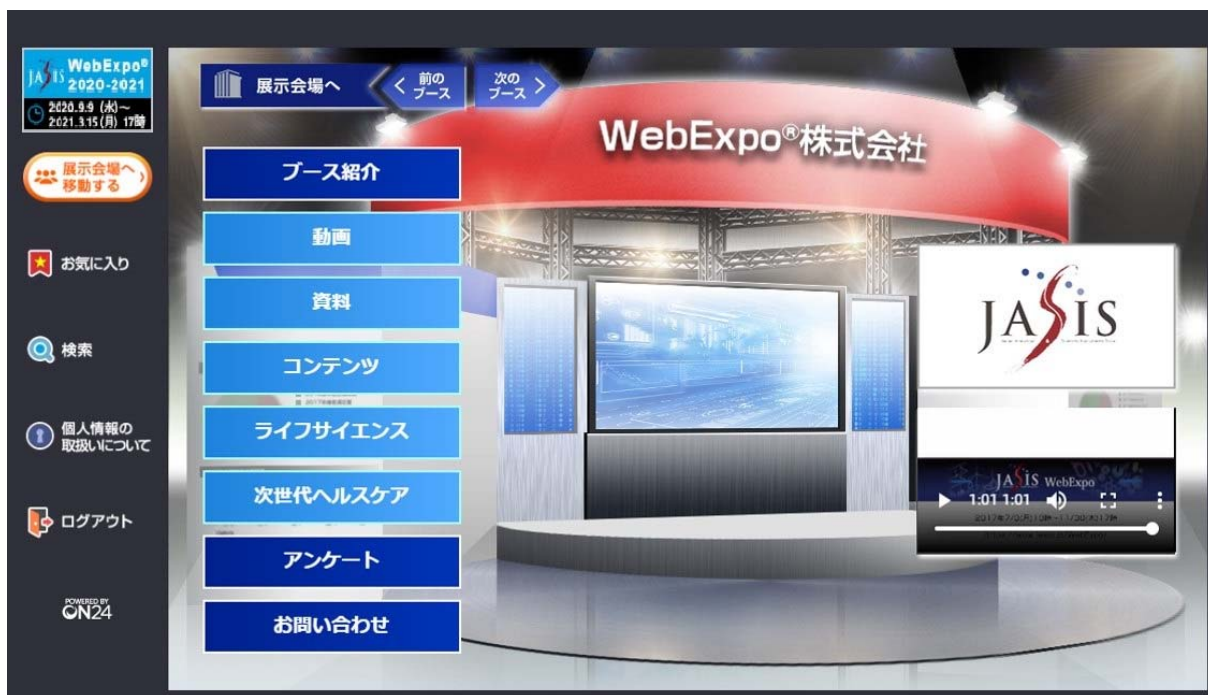 JASIS WebExpo®
2020-2021
2020.9.9 (水)~
2021.3.15(月) 17時
展示会場へ
移動する
お気に入り
検索
個人情報の
取扱いについて
ログアウト
POWERED BY
ON24
展示会場へ
< 前の
ブース
次の >
ブース
WebExpo®株式会社
ブース紹介
動画
資料
コンテンツ
ライフサイエンス
次世代ヘルスケア
アンケート
お問い合わせ
JASIS
JASIS WebExpo
1:01 1:01